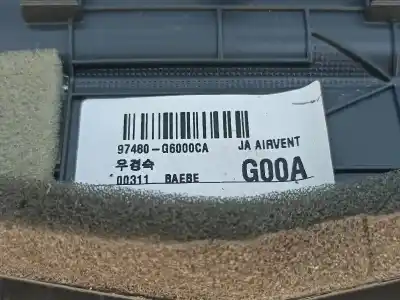 97480-G6000CA JA AIRVENT
우경숙
00311 BAEBE G00A